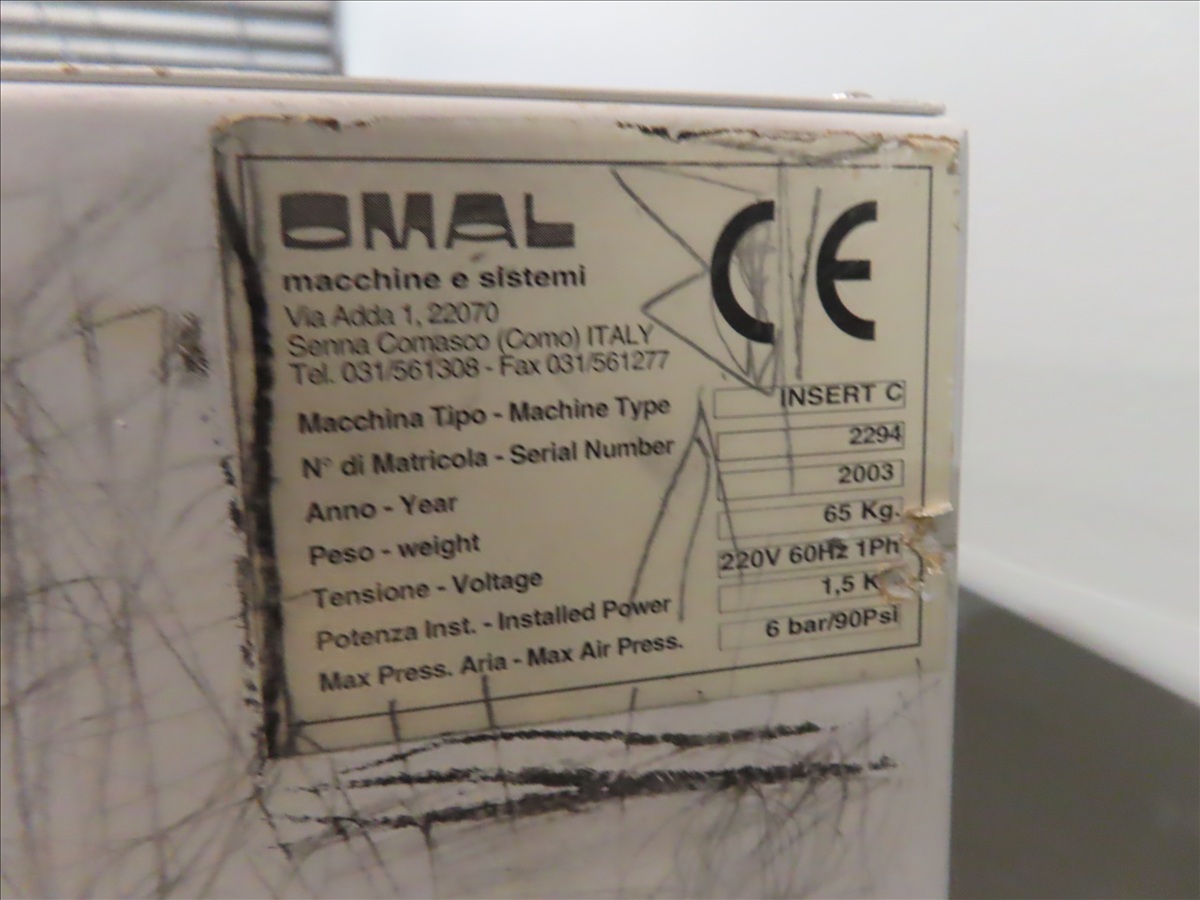 OMAL
CE
macchine e sistemi
Via Adda 1, 22070
Senna Comasco (Como) ITALY
Tel. 031/561308 - Fax 031/561277
Macchina Tipo - Machine Type INSERT C
N° di Matricola - Serial Number 2294
Anno - Year 2003
Peso - weight 65 Kg.
Tensione - Voltage 220V 60Hz 1Ph
Potenza Inst. - Installed Power 1,5
Max Press. Aria - Max Air Press. 6 bar/90Psi